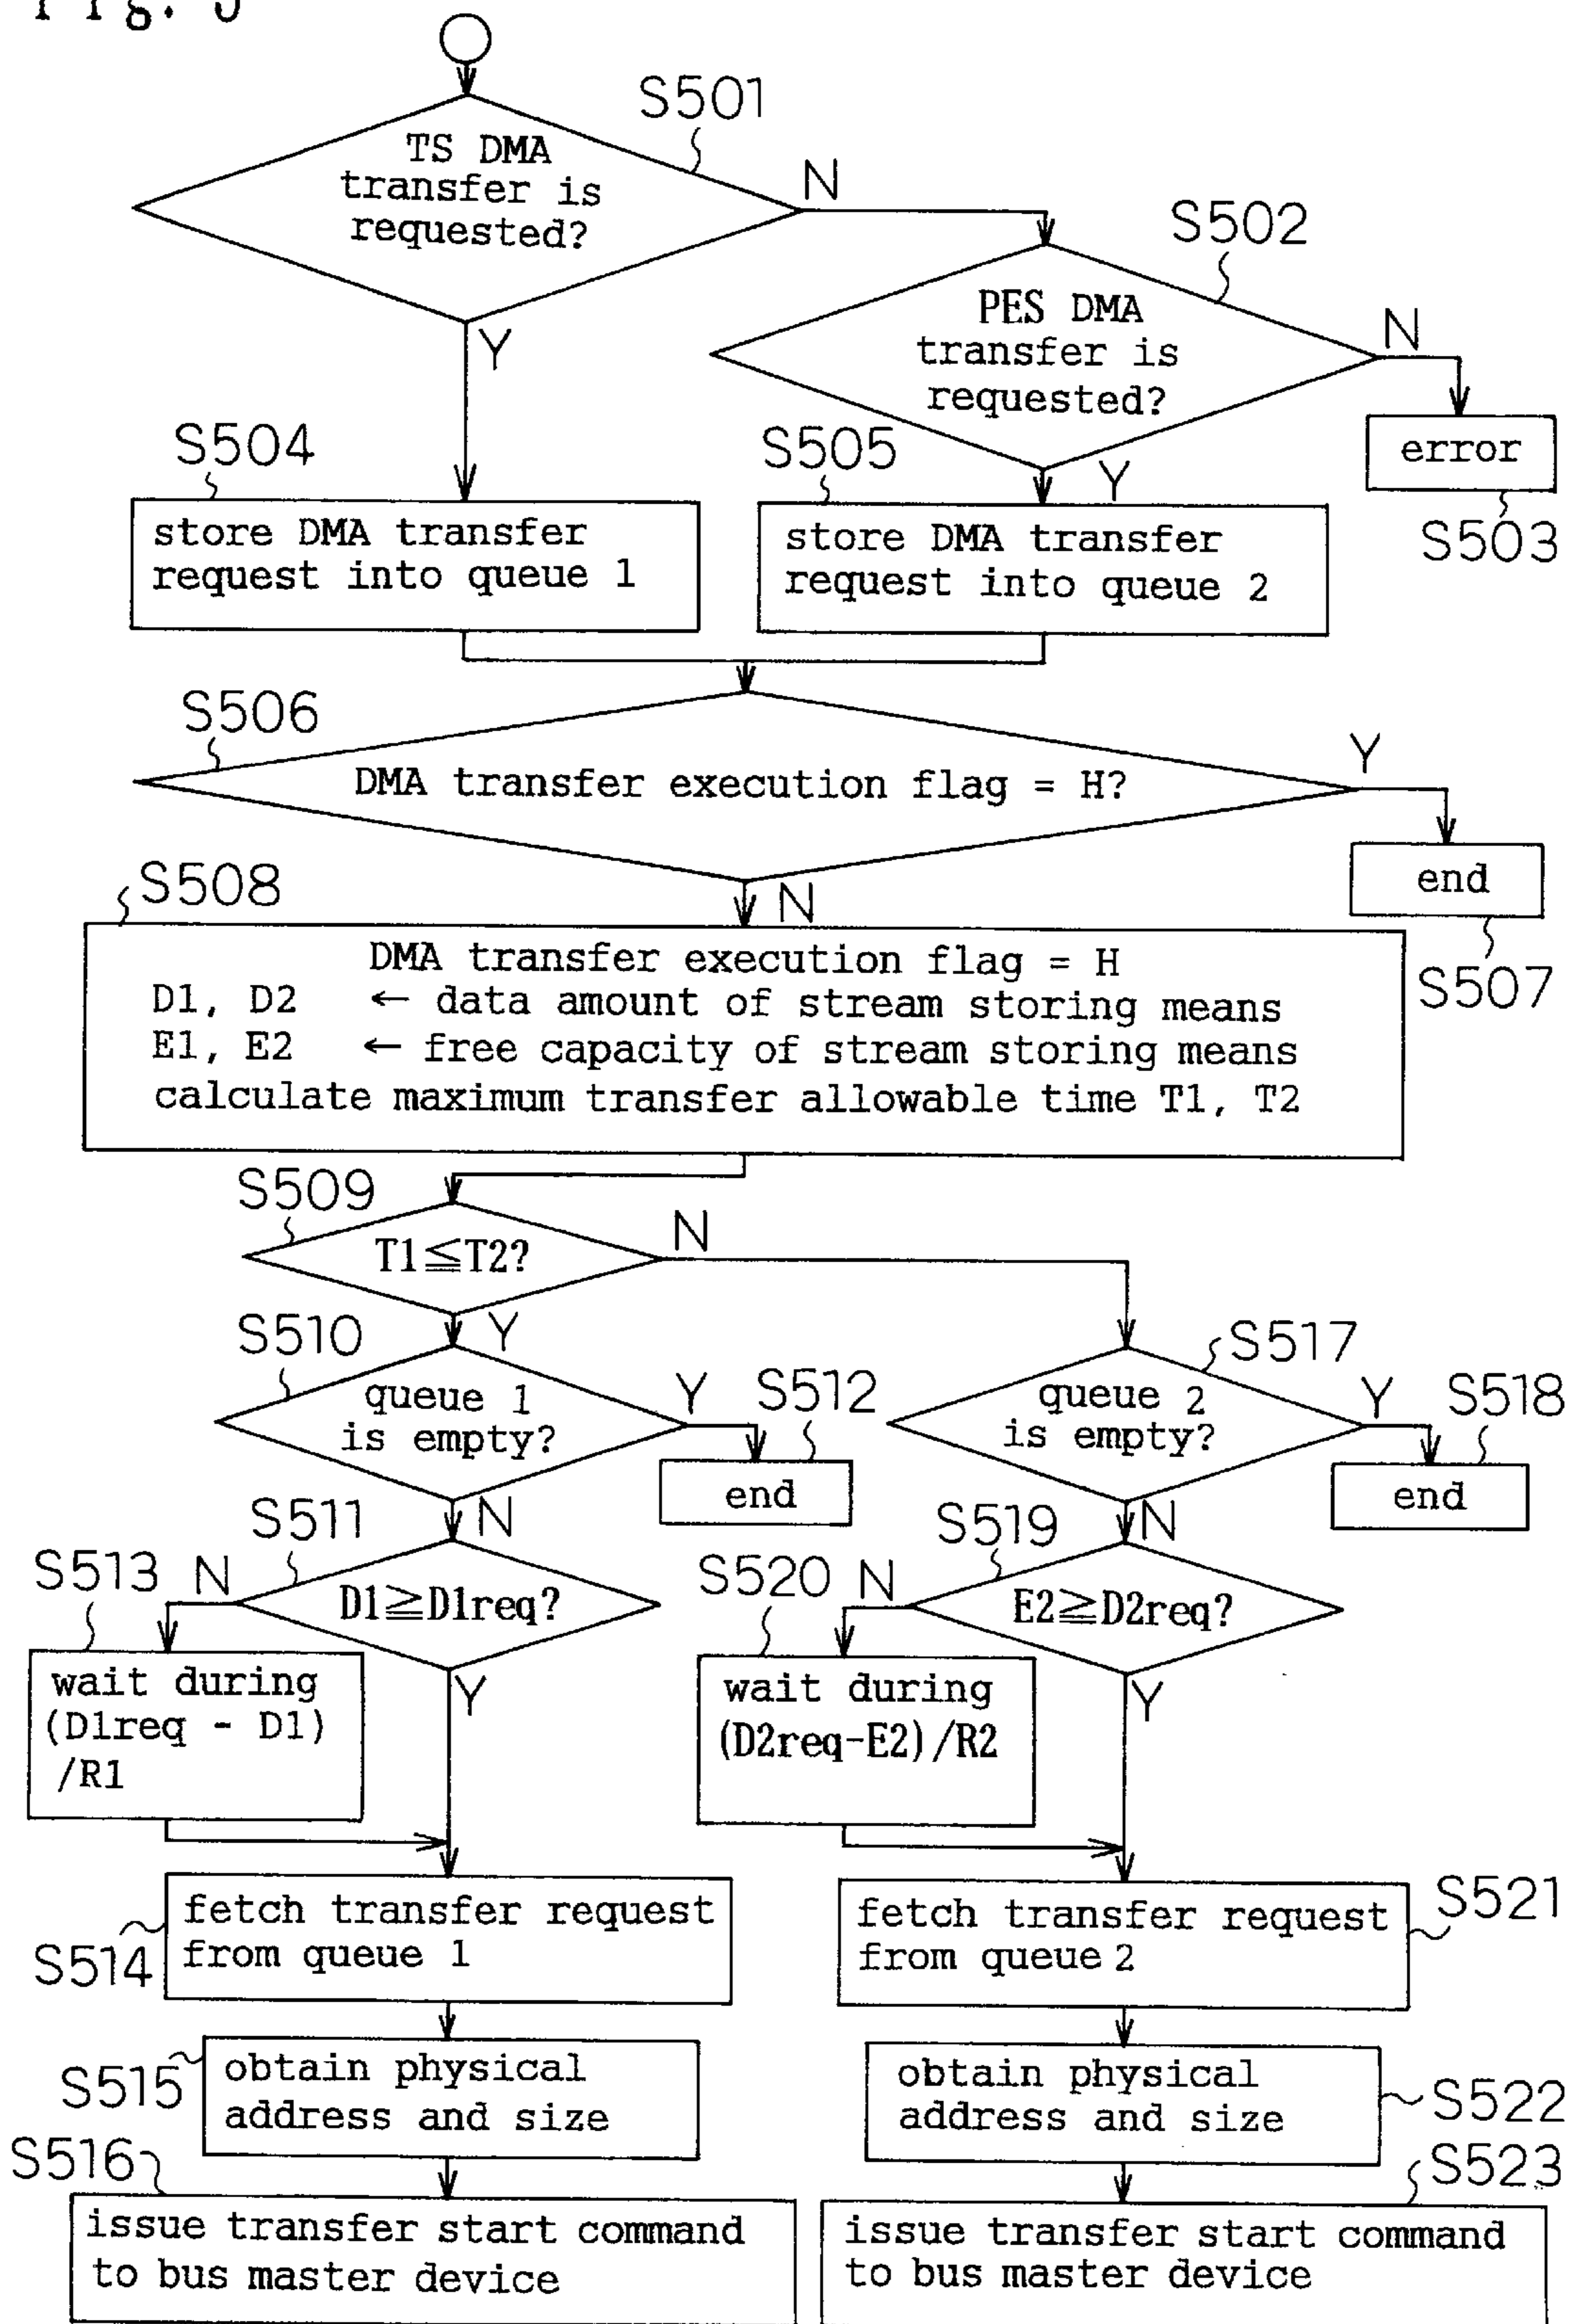 S501
TS DMA
transfer is
requested?
N
Y
S502
PES DMA
transfer is
requested?
N
Y
error
S503
S504
store DMA transfer
request into queue 1
S505
store DMA transfer
request into queue 2
S506
DMA transfer execution flag = H?
Y
N
end
S507
S508
DMA transfer execution flag = H
D1, D2 ← data amount of stream storing means
E1, E2 ← free capacity of stream storing means
calculate maximum transfer allowable time T1, T2
S509
T1≦T2?
N
Y
S510
queue 1
is empty?
Y
N
S512
end
S517
queue 2
is empty?
Y
N
S518
end
S511
D1≧D1req?
N
Y
S513
wait during
(D1req - D1)
/R1
S519
E2≧D2req?
N
Y
S520
wait during
(D2req-E2)/R2
S514
fetch transfer request
from queue 1
S521
fetch transfer request
from queue 2
S515
obtain physical
address and size
S522
obtain physical
address and size
S516
issue transfer start command
to bus master device
S523
issue transfer start command
to bus master device